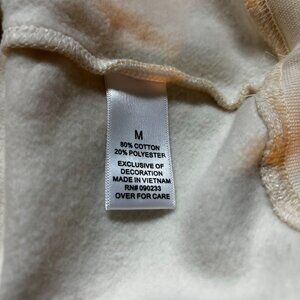 M
80% COTTON
20% POLYESTER
EXCLUSIVE OF
DECORATION
MADE IN VIETNAM
RN# 090233
OVER FOR CARE